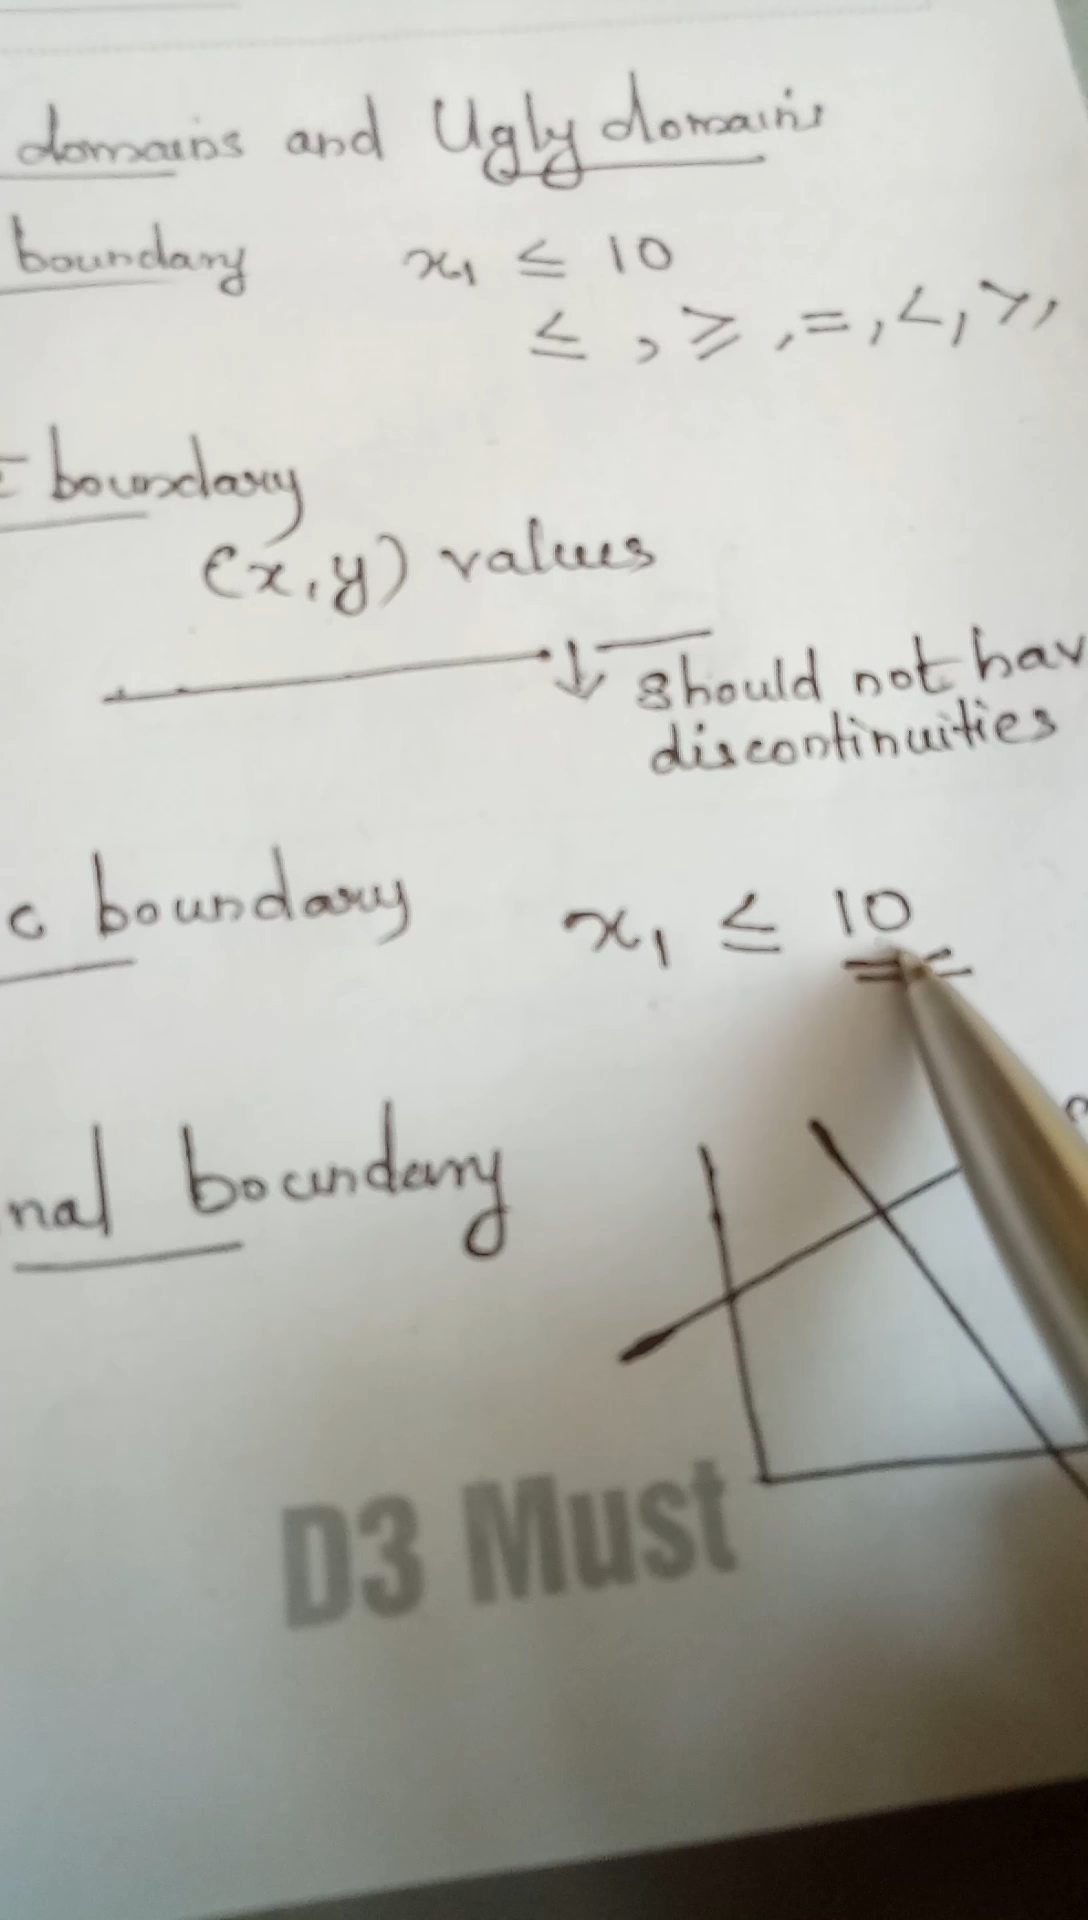 domains and Ugly domains
boundary x₁ ≤ 10
≤ , ≥ , = , < , > ,
boundary
(x, y) values
should not hav
discontinuities
c boundary x₁ ≤ 10
nal boundary
D3 Must